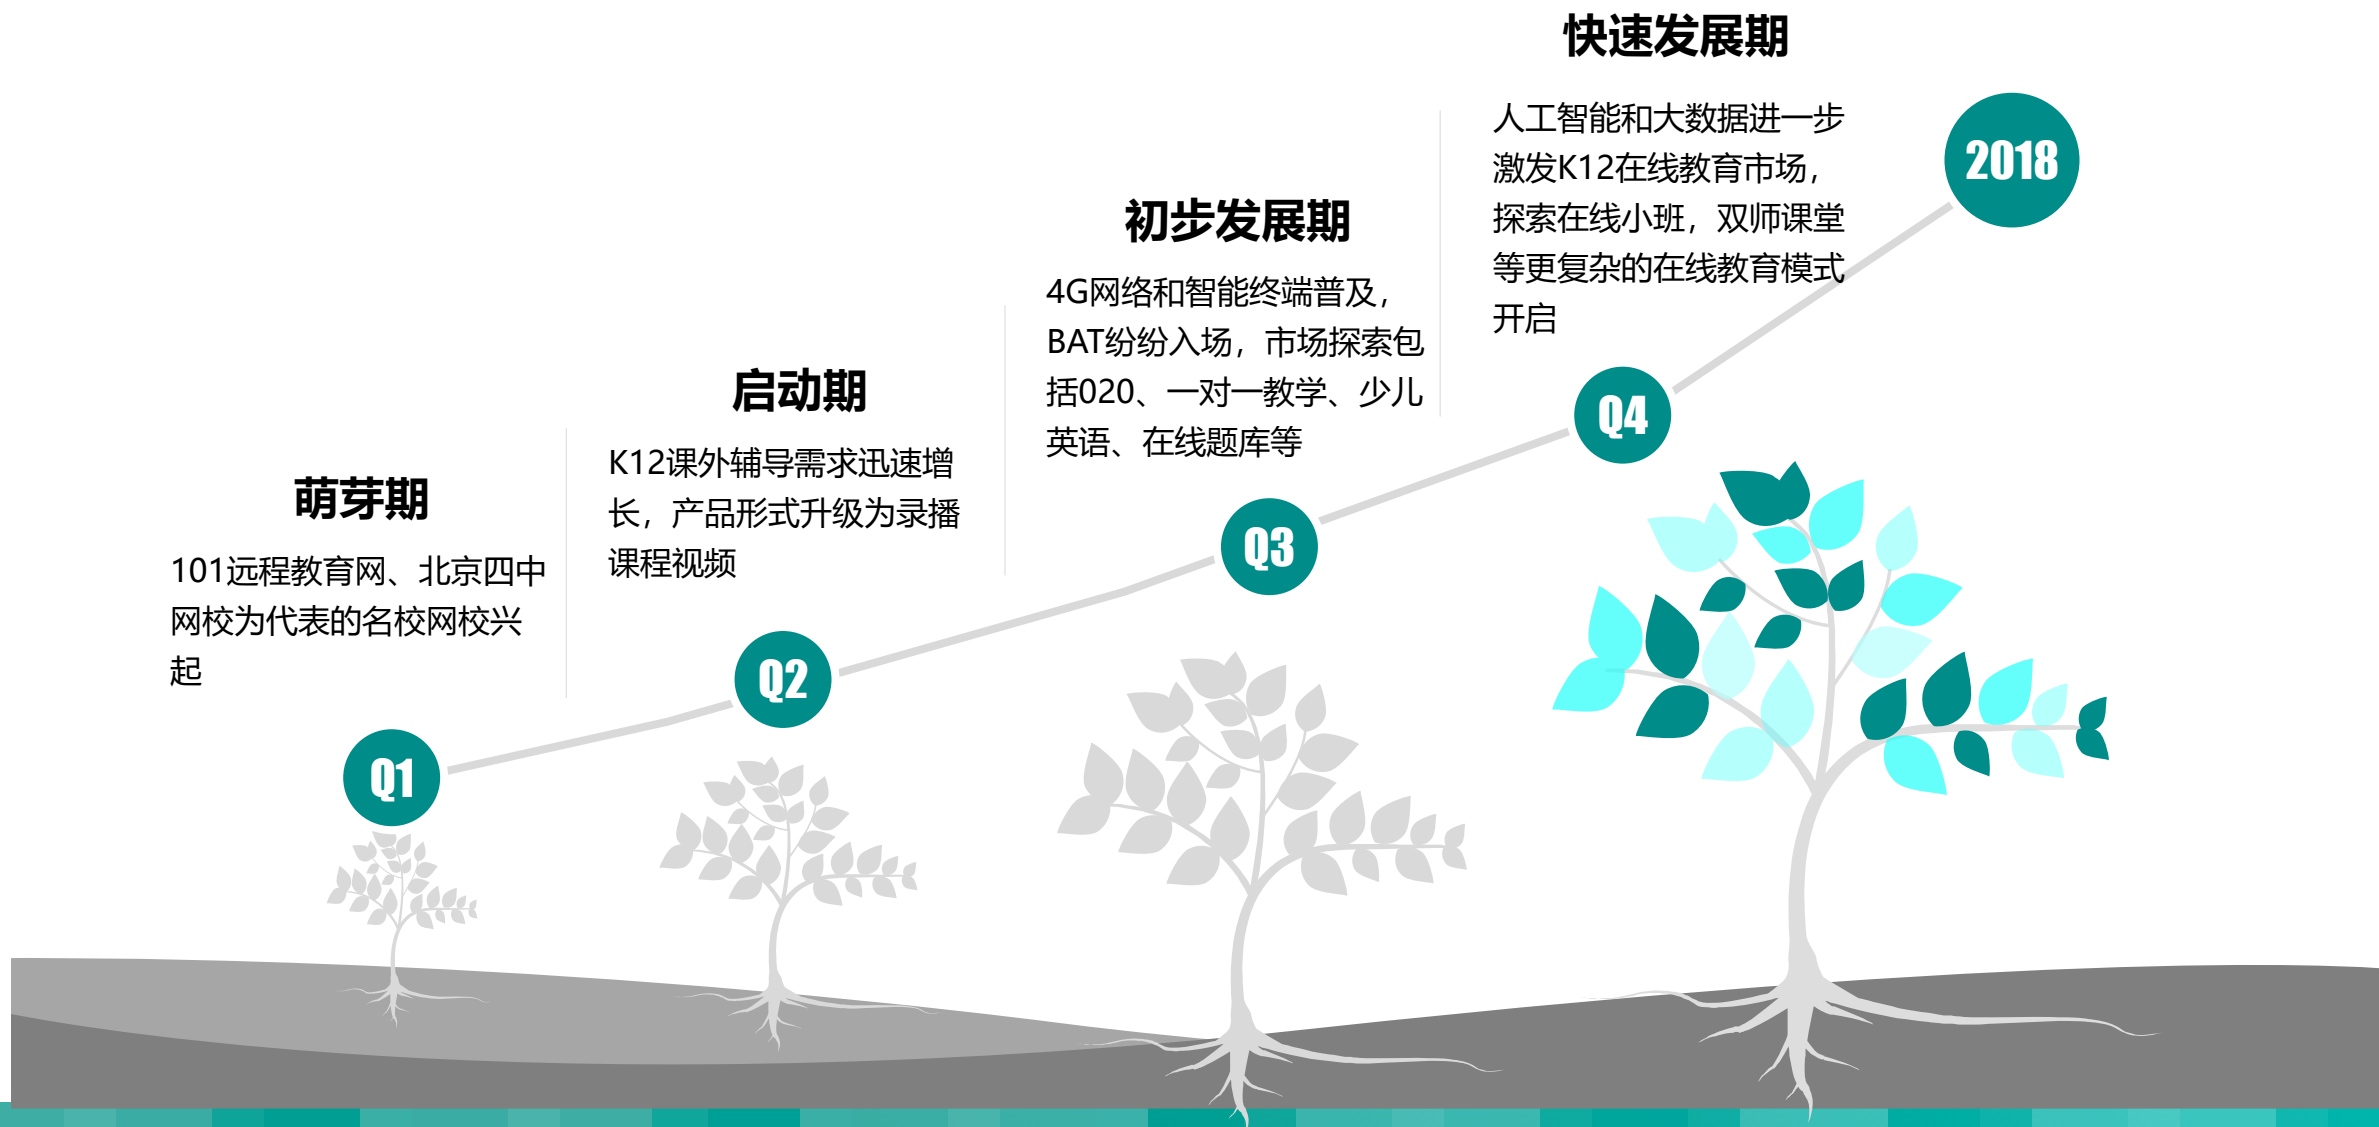 萌芽期
101远程教育网、北京四中
网校为代表的名校网校兴
起
Q1
启动期
K12课外辅导需求迅速增
长，产品形式升级为录播
课程视频
Q2
初步发展期
4G网络和智能终端普及，
BAT纷纷入场，市场探索包
括020、一对一教学、少儿
英语、在线题库等
Q3
快速发展期
人工智能和大数据进一步
激发K12在线教育市场，
探索在线小班，双师课堂
等更复杂的在线教育模式
开启
Q4
2018